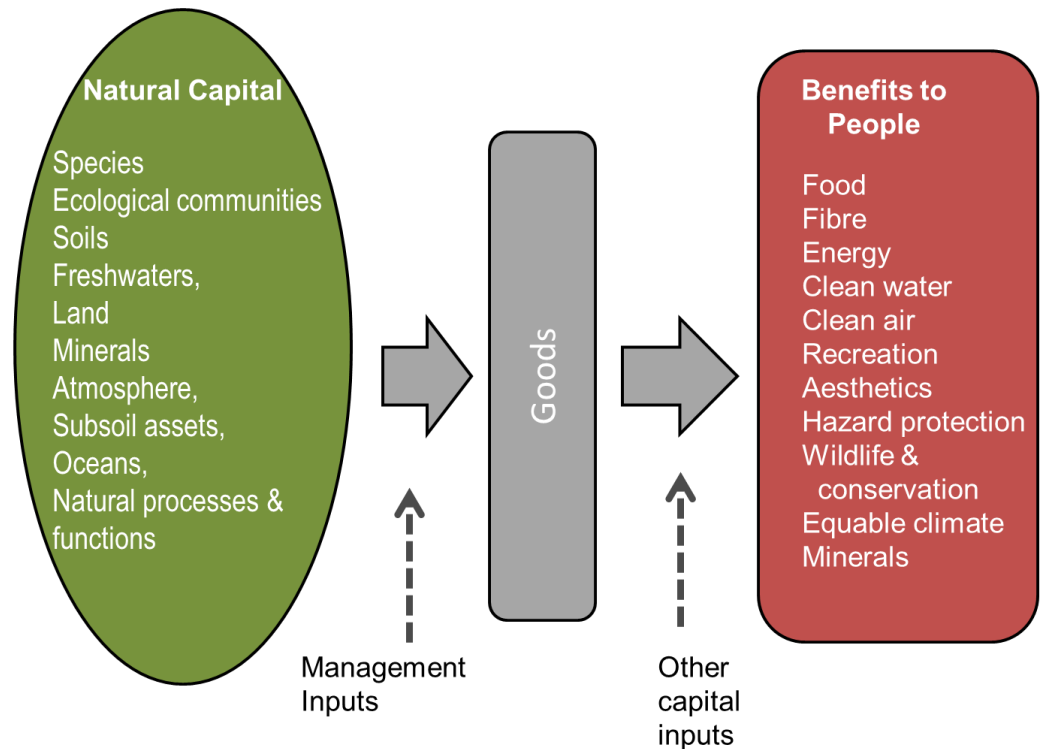 Natural Capital
Species
Ecological communities
Soils
Freshwaters,
Land
Minerals
Atmosphere,
Subsoil assets,
Oceans,
Natural processes &
functions
Management
Inputs
Goods
Other
capital
inputs
Benefits to
People
Food
Fibre
Energy
Clean water
Clean air
Recreation
Aesthetics
Hazard protection
Wildlife &
conservation
Equable climate
Minerals